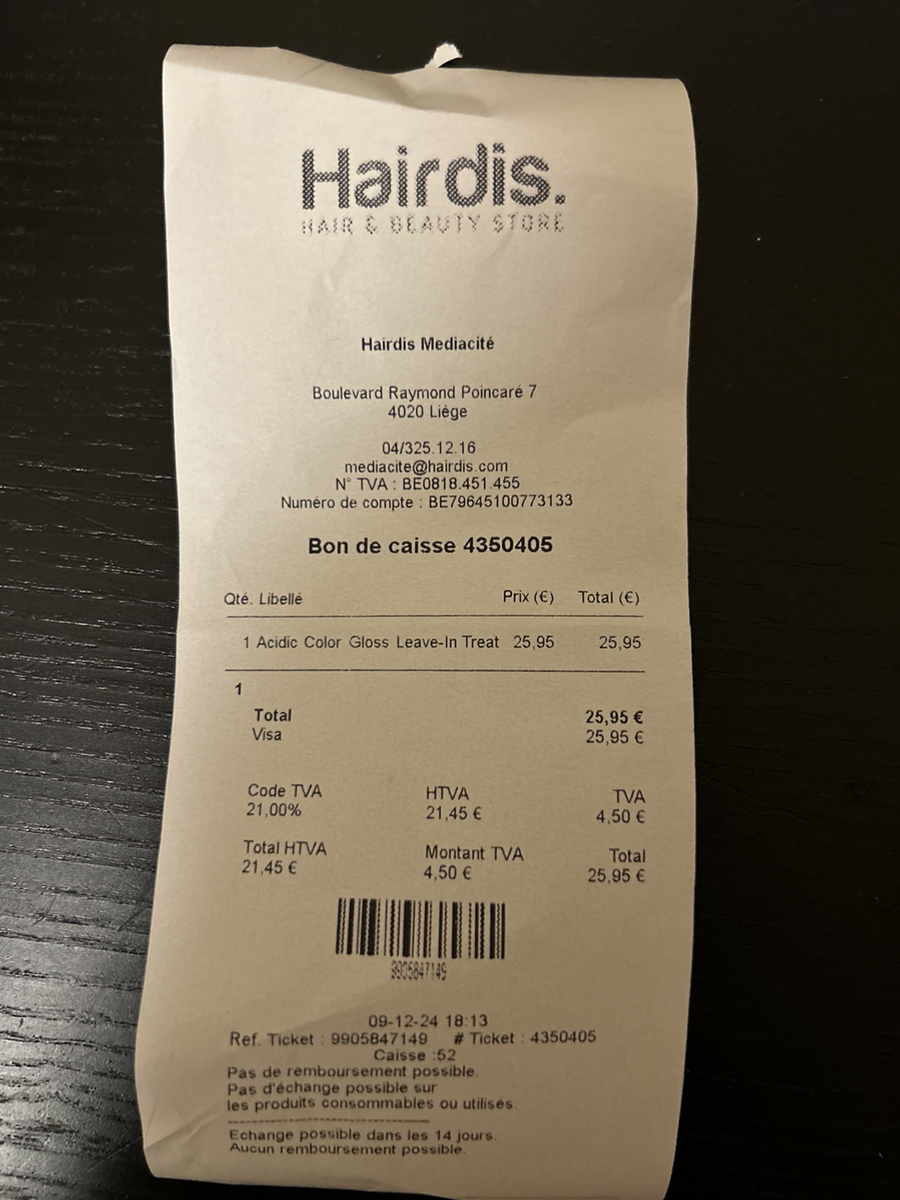 Hairdis.
HAIR & BEAUTY STORE
Hairdis Mediacité
Boulevard Raymond Poincaré 7
4020 Liège
04/325.12.16
mediacite@hairdis.com
N° TVA : BE0818.451.455
Numéro de compte : BE79645100773133
Bon de caisse 4350405
Qté. Libellé Prix (€) Total (€)
1 Acidic Color Gloss Leave-In Treat 25,95 25,95
1
Total 25,95 €
Visa 25,95 €
Code TVA HTVA TVA
21,00% 21,45 € 4,50 €
Total HTVA Montant TVA Total
21,45 € 4,50 € 25,95 €
9905847149
09-12-24 18:13
Ref. Ticket : 9905847149 # Ticket : 4350405
Caisse :52
Pas de remboursement possible.
Pas d'échange possible sur
les produits consommables ou utilisés.
Echange possible dans les 14 jours.
Aucun remboursement possible.